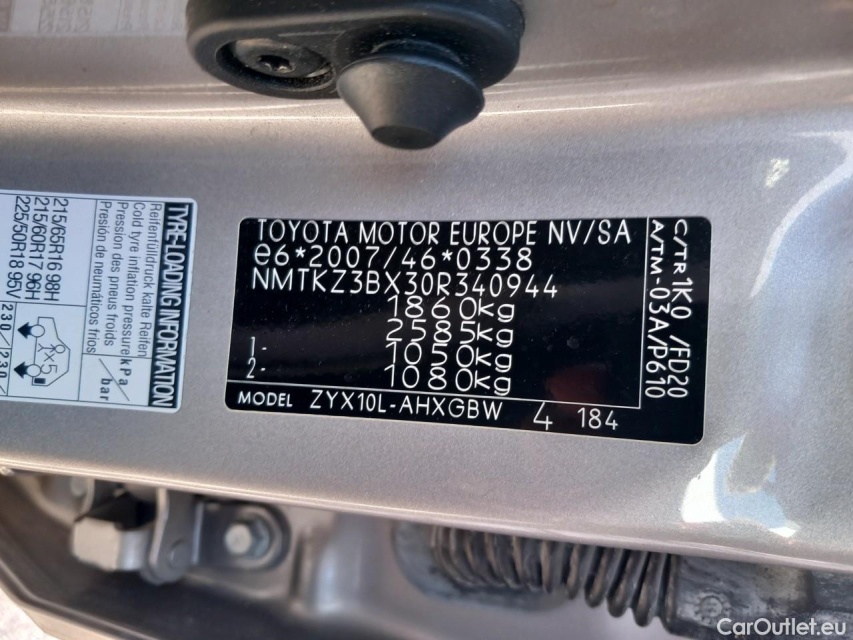 TYRE-LOADING INFORMATION
Reifenfülldruck kalte Reifen
Cold tyre inflation pressure
Pression des pneus froids
Presión de neumáticos fríos
kPa
/bar
215/65R16 98H
215/60R17 96H
225/50R18 95V
X5
230/
230/
TOYOTA MOTOR EUROPE NV/SA
e6*2007/46*0338
NMTKZ3BX30R340944
1860kg
2585kg
1- 1050kg
2- 1080kg
MODEL ZYX10L-AHXGBW 4 184
C/TR 1K0 /FD20
A/TM -03A/P610
CarOutlet.eu